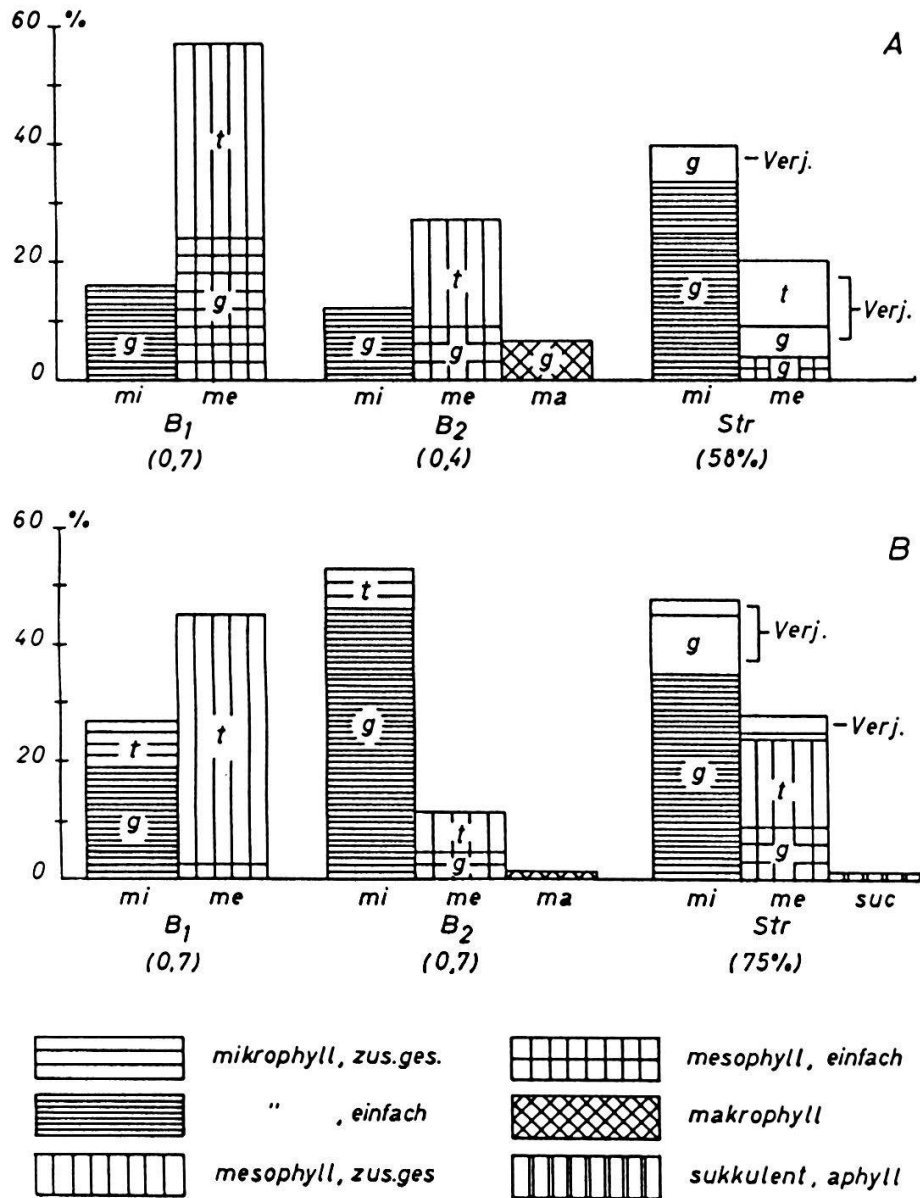 60 %
A
t
40
g
Verj.
t
20
t
g
g
g
Verj.
g
g
g
g
0
mi me mi me ma mi me
B₁ B₂ Str
(0,7) (0,4) (58%)
60 %
B
t
Verj.
40
g
t
g
Verj.
20
t
g
t
g
t
g
g
0
mi me mi me ma mi me suc
B₁ B₂ Str
(0,7) (0,7) (75%)
mikrophyll, zus.ges. mesophyll, einfach
" , einfach makrophyll
mesophyll, zus.ges sukkulent, aphyll